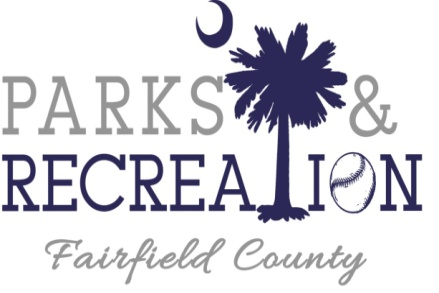 PARKS &
RECREATION
Fairfield County